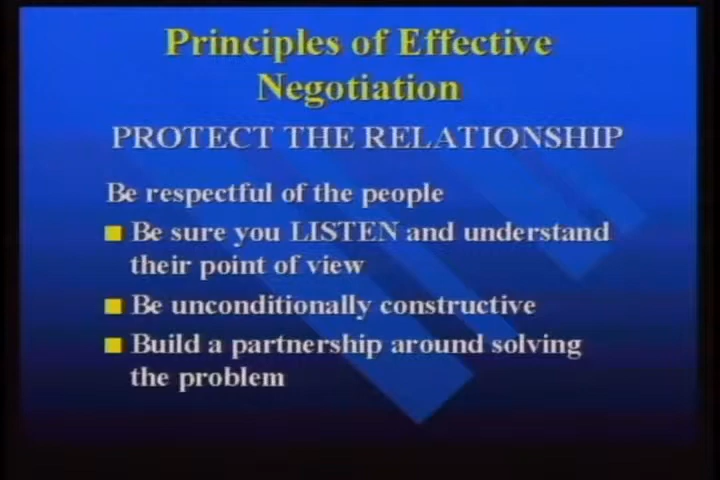 Principles of Effective
Negotiation
PROTECT THE RELATIONSHIP
Be respectful of the people
Be sure you LISTEN and understand
their point of view
Be unconditionally constructive
Build a partnership around solving
the problem